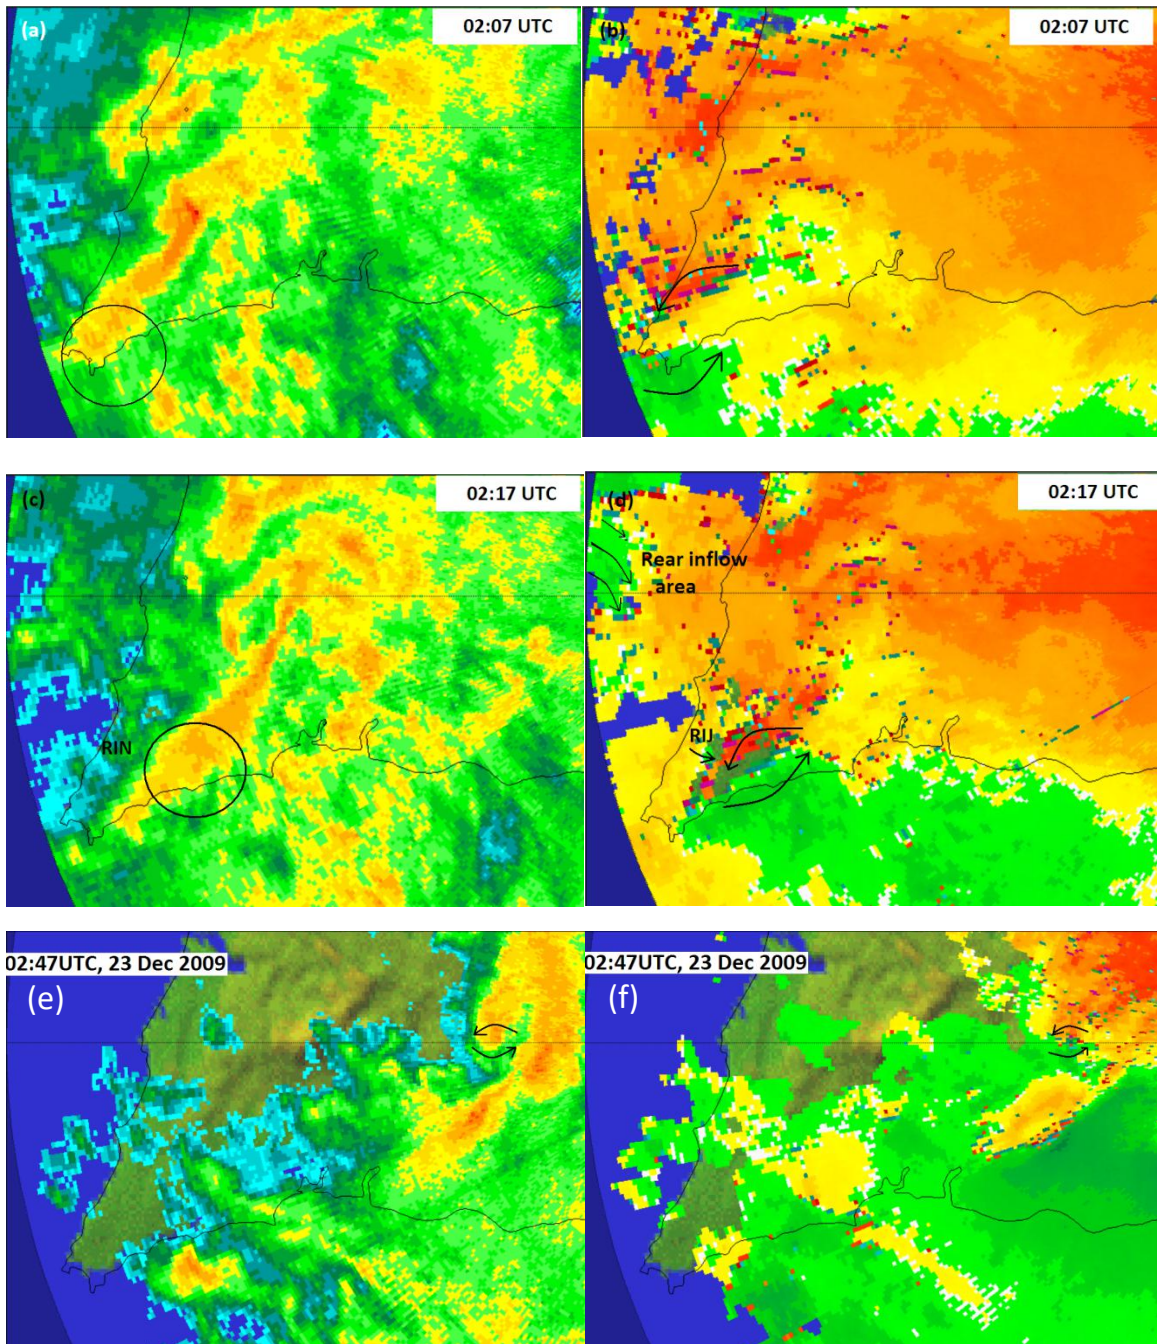 (a)
02:07 UTC
(b)
02:07 UTC
(c)
02:17 UTC
RIN
(d)
02:17 UTC
Rear inflow
area
RIJ
02:47UTC, 23 Dec 2009
(e)
02:47UTC, 23 Dec 2009
(f)